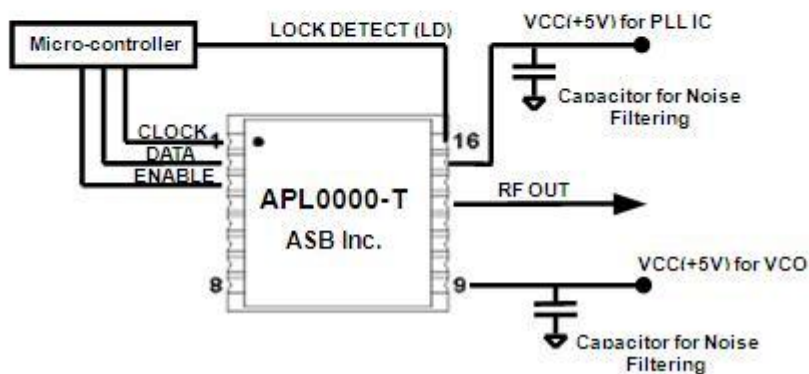 VCC(+5V) for PLL IC
Micro-controller
LOCK DETECT (LD)
Capacitor for Noise
Filtering
CLOCK
1
16
DATA
ENABLE
APL0000-T
RF OUT
ASB Inc.
VCC(+5V) for VCO
8
9
Capacitor for Noise
Filtering